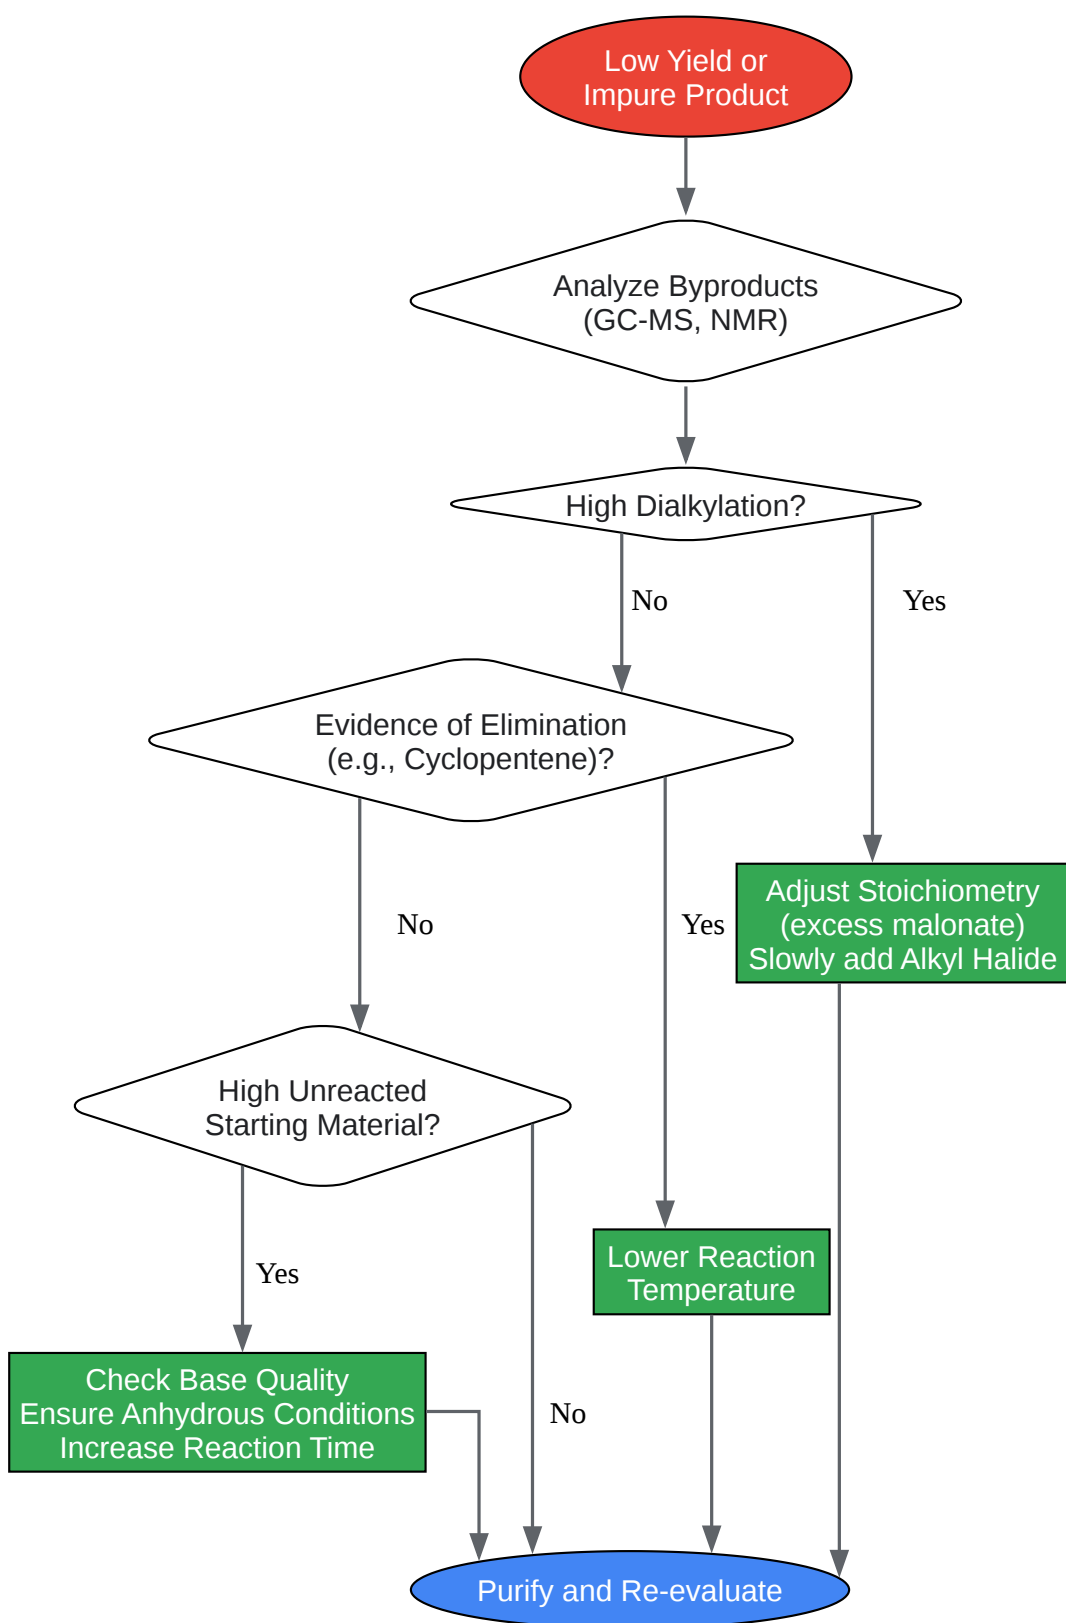 Low Yield or
Impure Product
Analyze Byproducts
(GC-MS, NMR)
High Dialkylation?
No
Yes
Evidence of Elimination
(e.g., Cyclopentene)?
Adjust Stoichiometry
(excess malonate)
Slowly add Alkyl Halide
No
Yes
High Unreacted
Starting Material?
Lower Reaction
Temperature
Yes
Check Base Quality
Ensure Anhydrous Conditions
Increase Reaction Time
No
Purify and Re-evaluate